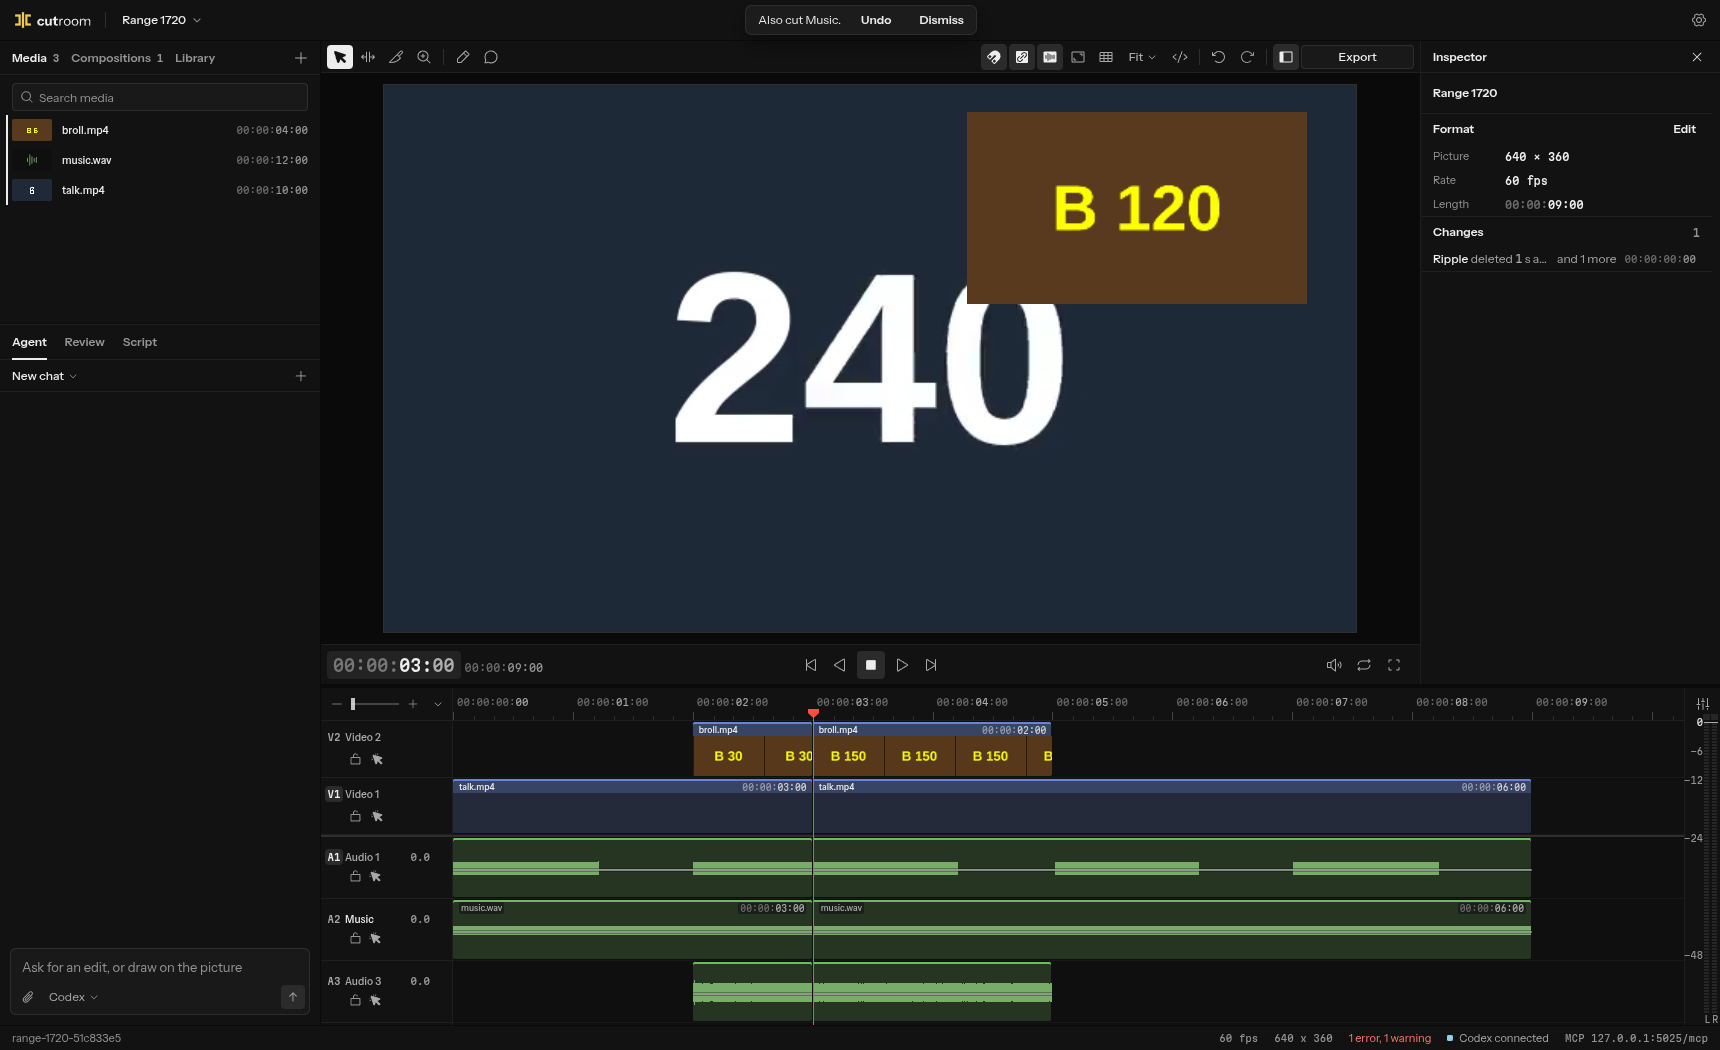 cutroom
Range 1720
Also cut Music. Undo Dismiss
Media 3 Compositions 1 Library
Search media
B 6 broll.mp4 00:00:04:00
music.wav 00:00:12:00
6 talk.mp4 00:00:10:00
Agent Review Script
New chat
Ask for an edit, or draw on the picture
Codex
Fit
Export
B 120
240
00:00:03:00 00:00:09:00
Inspector
Range 1720
Format Edit
Picture 640 × 360
Rate 60 fps
Length 00:00:09:00
Changes 1
Ripple deleted 1 s a... and 1 more 00:00:00:00
00:00:00:00 00:00:01:00 00:00:02:00 00:00:03:00 00:00:04:00 00:00:05:00 00:00:06:00 00:00:07:00 00:00:08:00 00:00:09:00
V2 Video 2
broll.mp4 broll.mp4 00:00:02:00
B 30 B 30 B 150 B 150 B 150 B
V1 Video 1
talk.mp4 00:00:03:00 talk.mp4 00:00:06:00
A1 Audio 1 0.0
A2 Music 0.0
music.wav 00:00:03:00 music.wav 00:00:06:00
A3 Audio 3 0.0
0
-6
-12
-24
-48
L R
range-1720-51c833e5
60 fps 640 x 360 1 error, 1 warning Codex connected MCP 127.0.0.1:5025/mcp